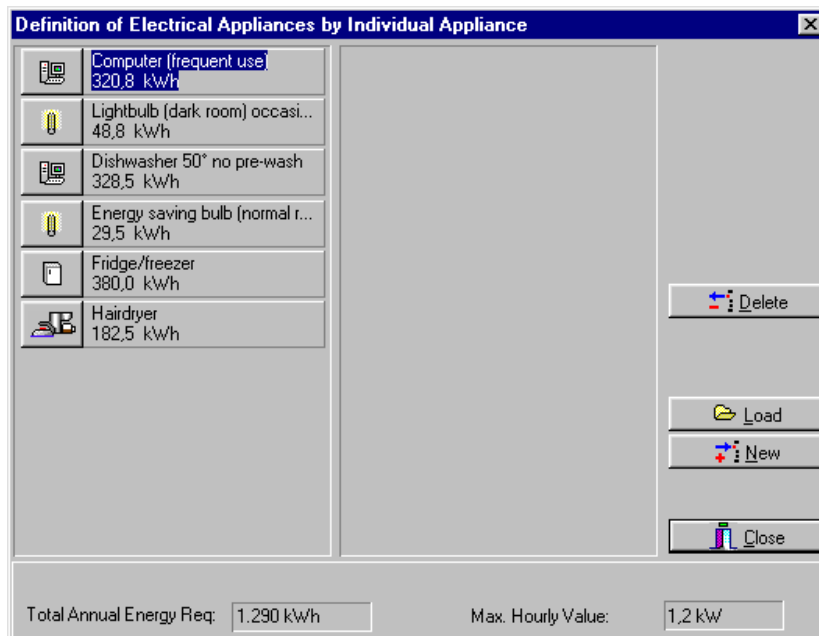 Definition of Electrical Appliances by Individual Appliance
Computer (frequent use)
320,8 kWh
Lightbulb (dark room) occasi...
48,8 kWh
Dishwasher 50° no pre-wash
328,5 kWh
Energy saving bulb (normal r...
29,5 kWh
Fridge/freezer
380,0 kWh
Hairdryer
182,5 kWh
Delete
Load
New
Close
Total Annual Energy Req: 1.290 kWh
Max. Hourly Value: 1,2 kW